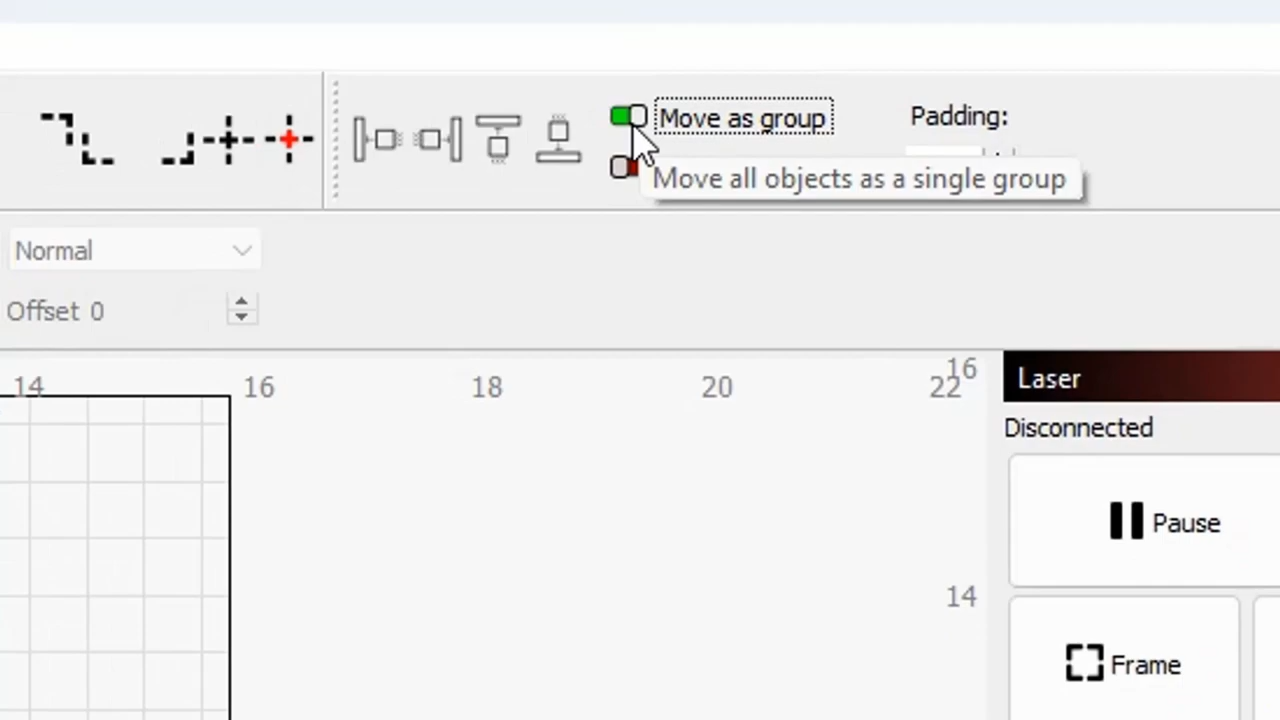 Move as group
Padding:
Move all objects as a single group
Normal
Offset 0
14
16
18
20
22
16
Laser
Disconnected
Pause
14
Frame